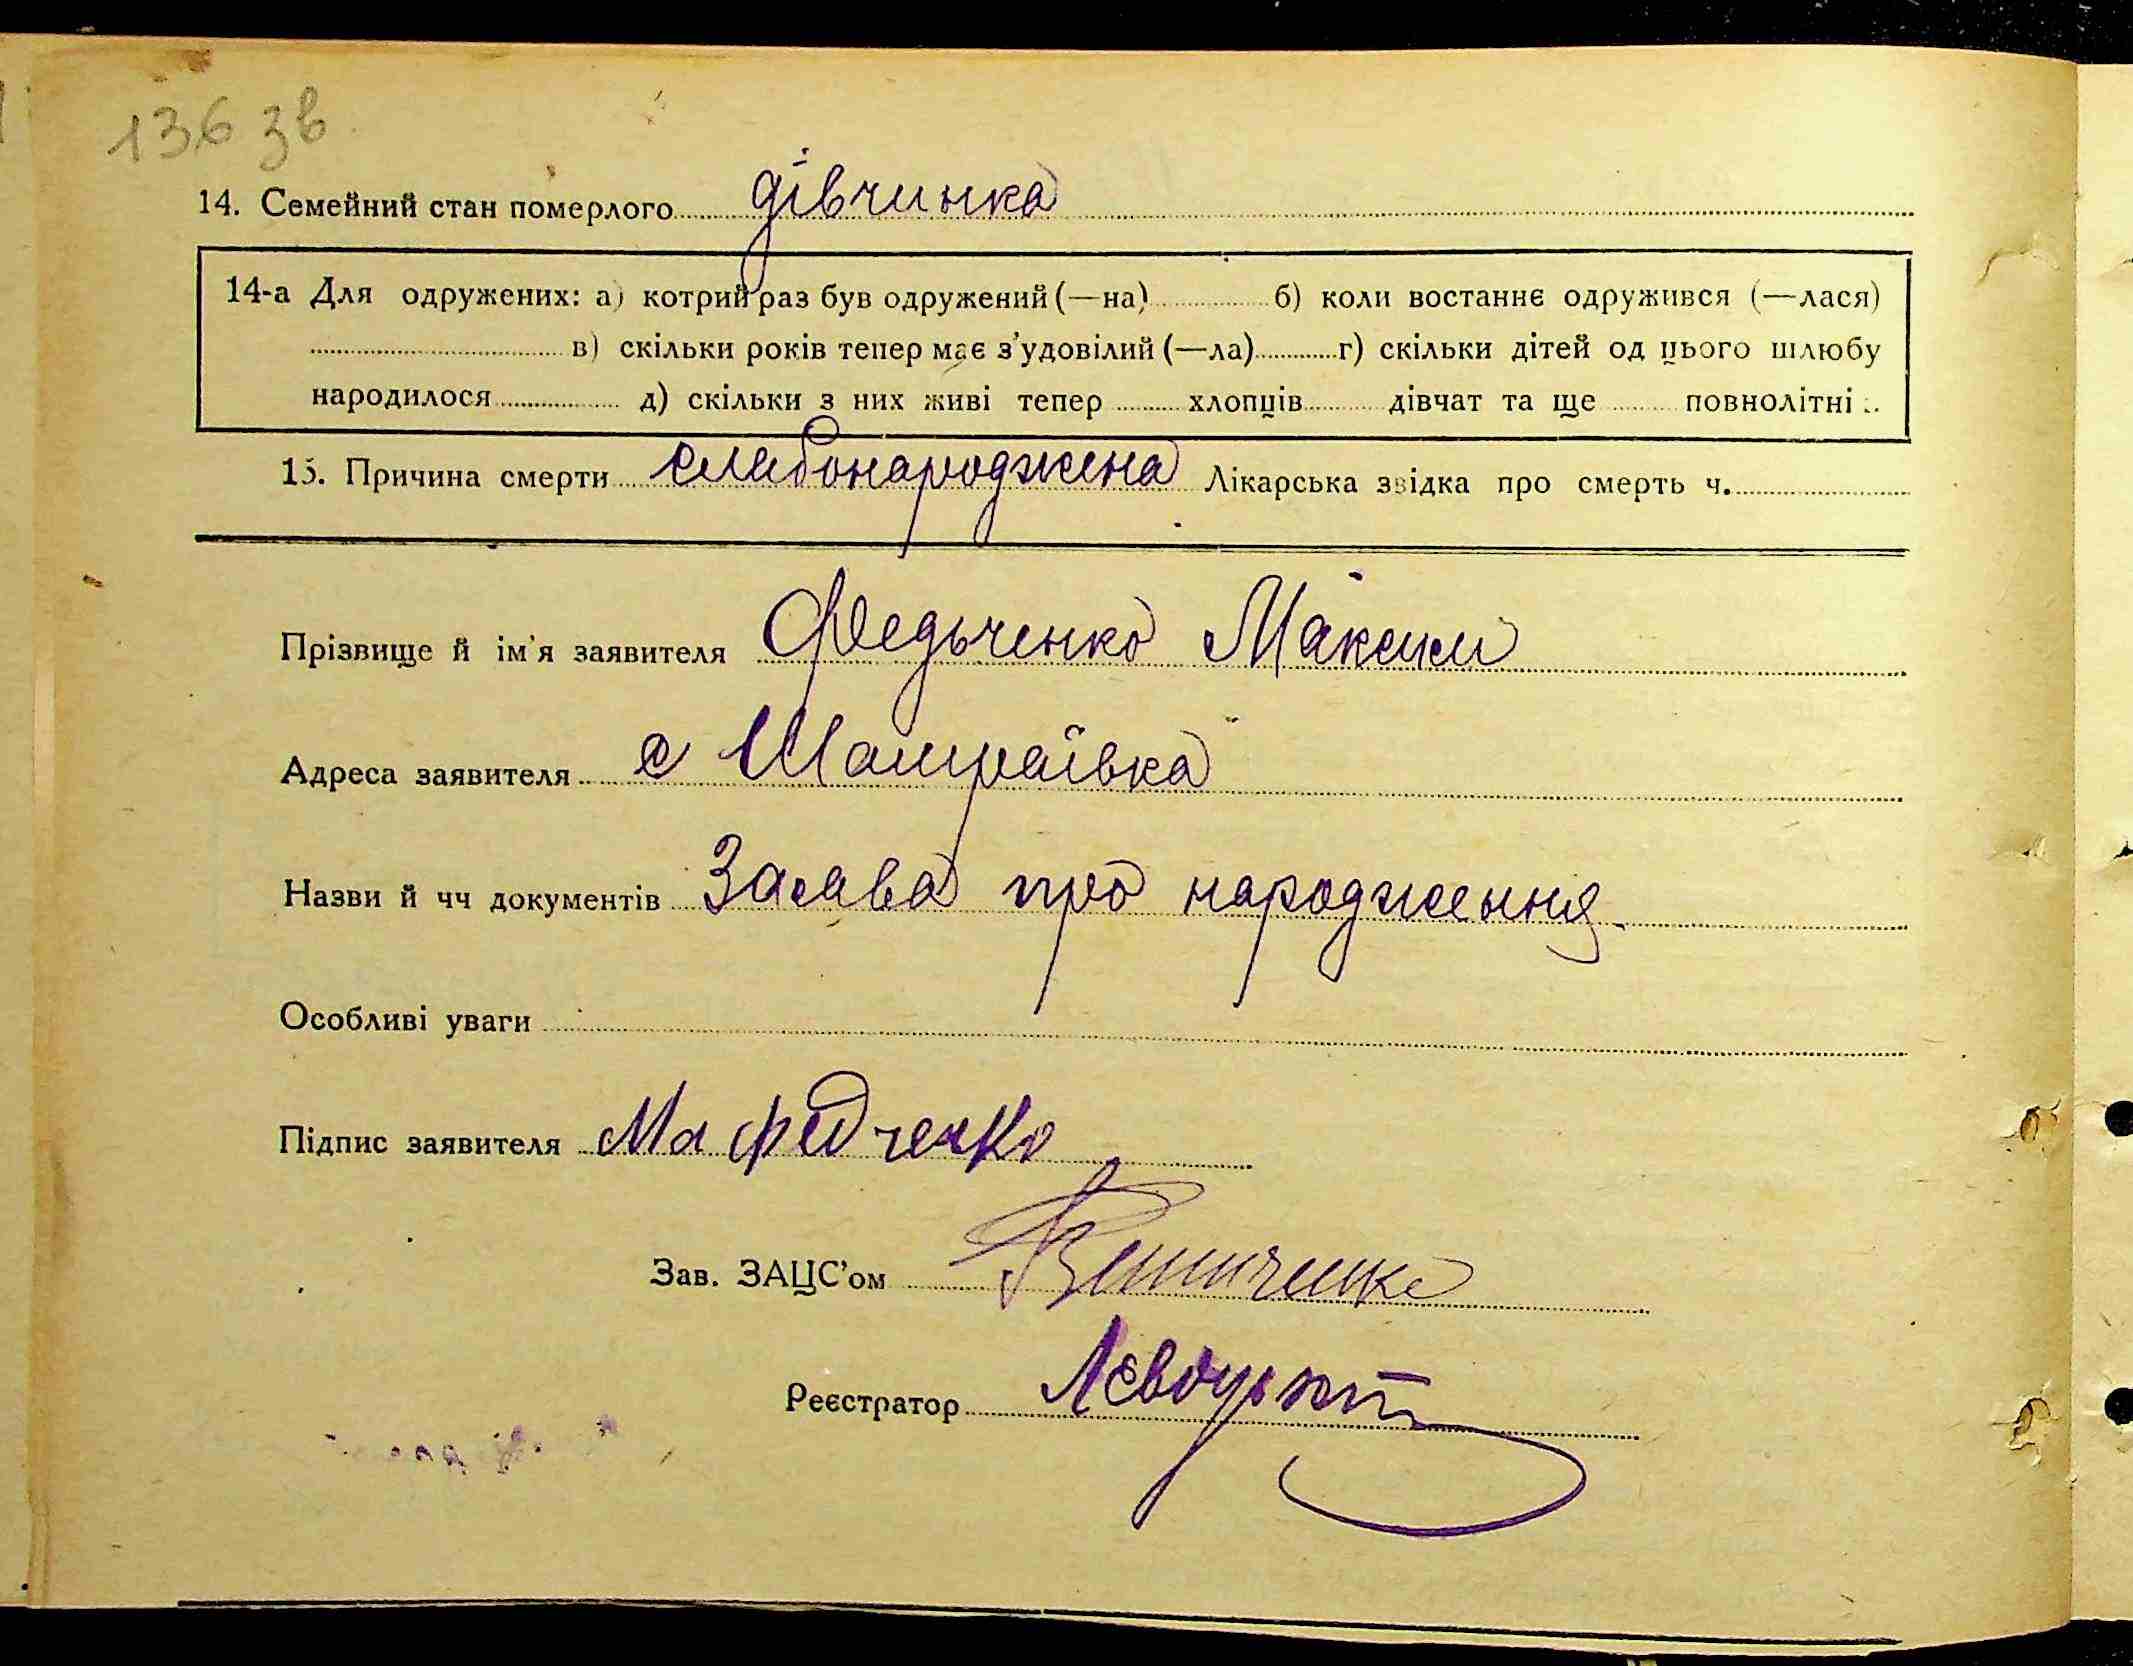 136 зв
14. Семейний стан померлого дівчинка
14-а Для одружених: а) котрий раз був одружений (—на) б) коли востаннє одружився (—лася)
в) скільки років тепер має з'удовілий (—ла) г) скільки дітей од цього шлюбу
народилося д) скільки з них живі тепер хлопців дівчат та ще повнолітні
15. Причина смерти слабонароджена Лікарська звідка про смерть ч.
Прізвище й ім'я заявителя Федьченко Максим
Адреса заявителя с Шамраївка
Назви й чч документів Заява про народження
Особливі уваги
Підпис заявителя Ма Федченко
Зав. ЗАЦС'ом
Реєстратор